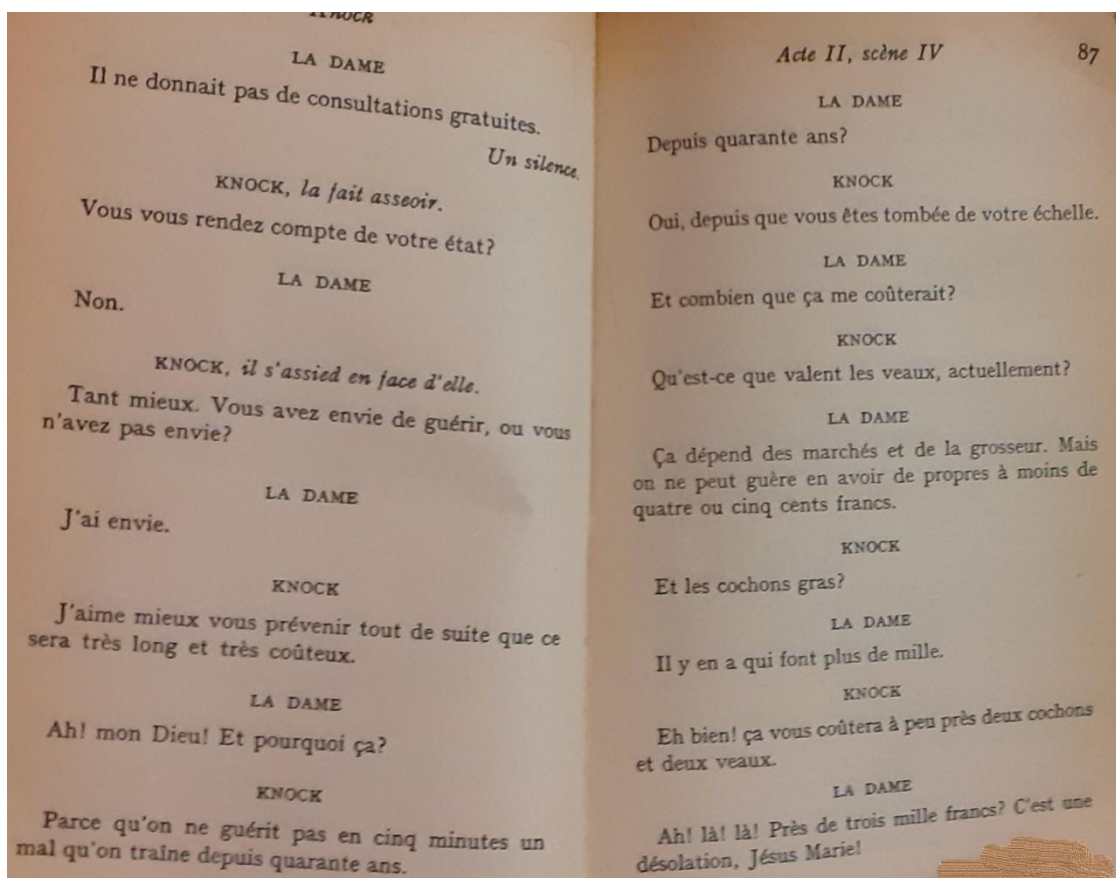 KNOCK
LA DAME
Il ne donnait pas de consultations gratuites.
Un silence.
KNOCK, la fait asseoir.
Vous vous rendez compte de votre état?
LA DAME
Non.
KNOCK, il s'assied en face d'elle.
Tant mieux. Vous avez envie de guérir, ou vous
n'avez pas envie?
LA DAME
J'ai envie.
KNOCK
J'aime mieux vous prévenir tout de suite que ce
sera très long et très coûteux.
LA DAME
Ah! mon Dieu! Et pourquoi ça?
KNOCK
Parce qu'on ne guérit pas en cinq minutes un
mal qu'on traîne depuis quarante ans.
Acte II, scène IV 87
LA DAME
Depuis quarante ans?
KNOCK
Oui, depuis que vous êtes tombée de votre échelle.
LA DAME
Et combien que ça me coûterait?
KNOCK
Qu'est-ce que valent les veaux, actuellement?
LA DAME
Ça dépend des marchés et de la grosseur. Mais
on ne peut guère en avoir de propres à moins de
quatre ou cinq cents francs.
KNOCK
Et les cochons gras?
LA DAME
Il y en a qui font plus de mille.
KNOCK
Eh bien! ça vous coûtera à peu près deux cochons
et deux veaux.
LA DAME
Ah! là! là! Près de trois mille francs? C'est une
désolation, Jésus Marie!